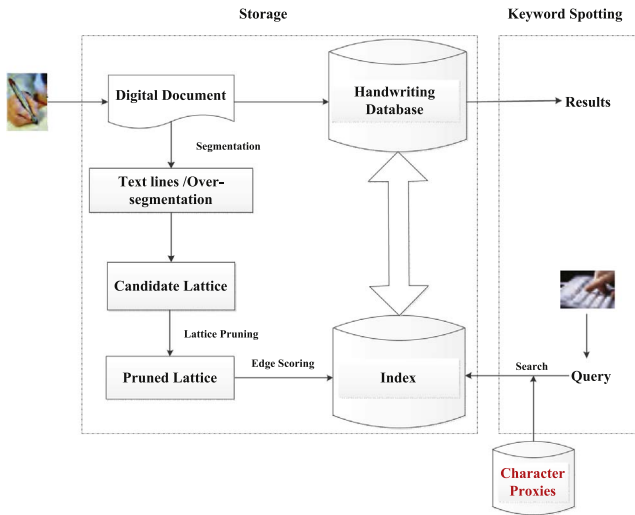 Storage
Keyword Spotting
Digital Document
Handwriting
Database
Results
Segmentation
Text lines /Over-
segmentation
Candidate Lattice
Lattice Pruning
Edge Scoring
Pruned Lattice
Index
Search
Query
Character
Proxies